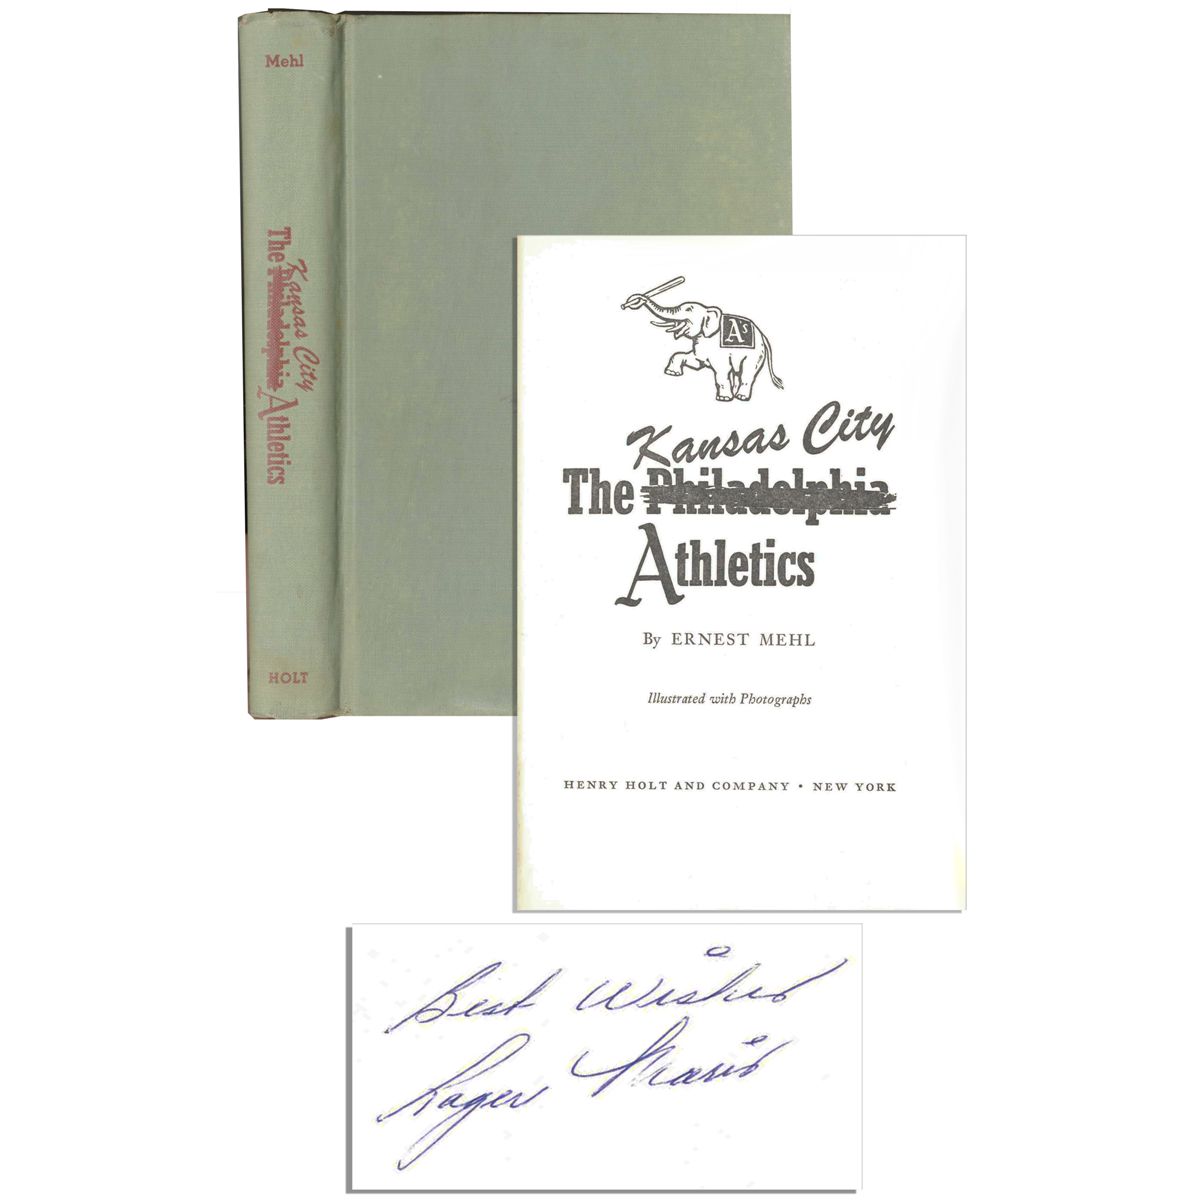 Mehl
Kansas City
The Philadelphia
Athletics
HOLT
A's
Kansas City
The Philadelphia
Athletics
By ERNEST MEHL
Illustrated with Photographs
HENRY HOLT AND COMPANY • NEW YORK
Best Wishes
Roger Maris